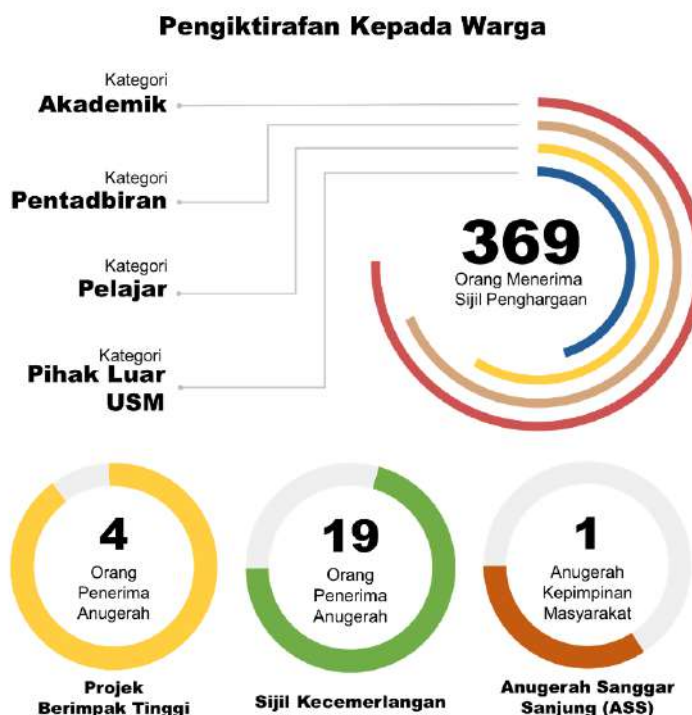 Pengiktirafan Kepada Warga
Kategori
Akademik
Kategori
Pentadbiran
Kategori
Pelajar
Kategori
Pihak Luar
USM
369
Orang Menerima
Sijil Penghargaan
4
Orang
Penerima
Anugerah
Projek
Berimpak Tinggi
19
Orang
Penerima
Anugerah
Sijil Kecemerlangan
1
Anugerah
Kepimpinan
Masyarakat
Anugerah Sanggar
Sanjung (ASS)